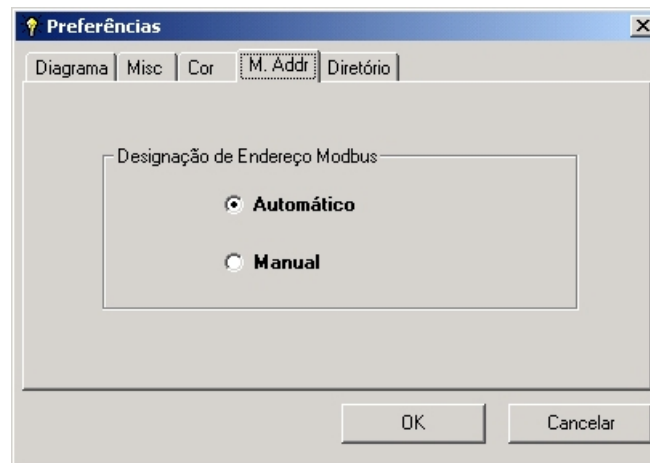 Preferências
Diagrama Misc Cor M. Addr Diretório
Designação de Endereço Modbus
Automático
Manual
OK Cancelar